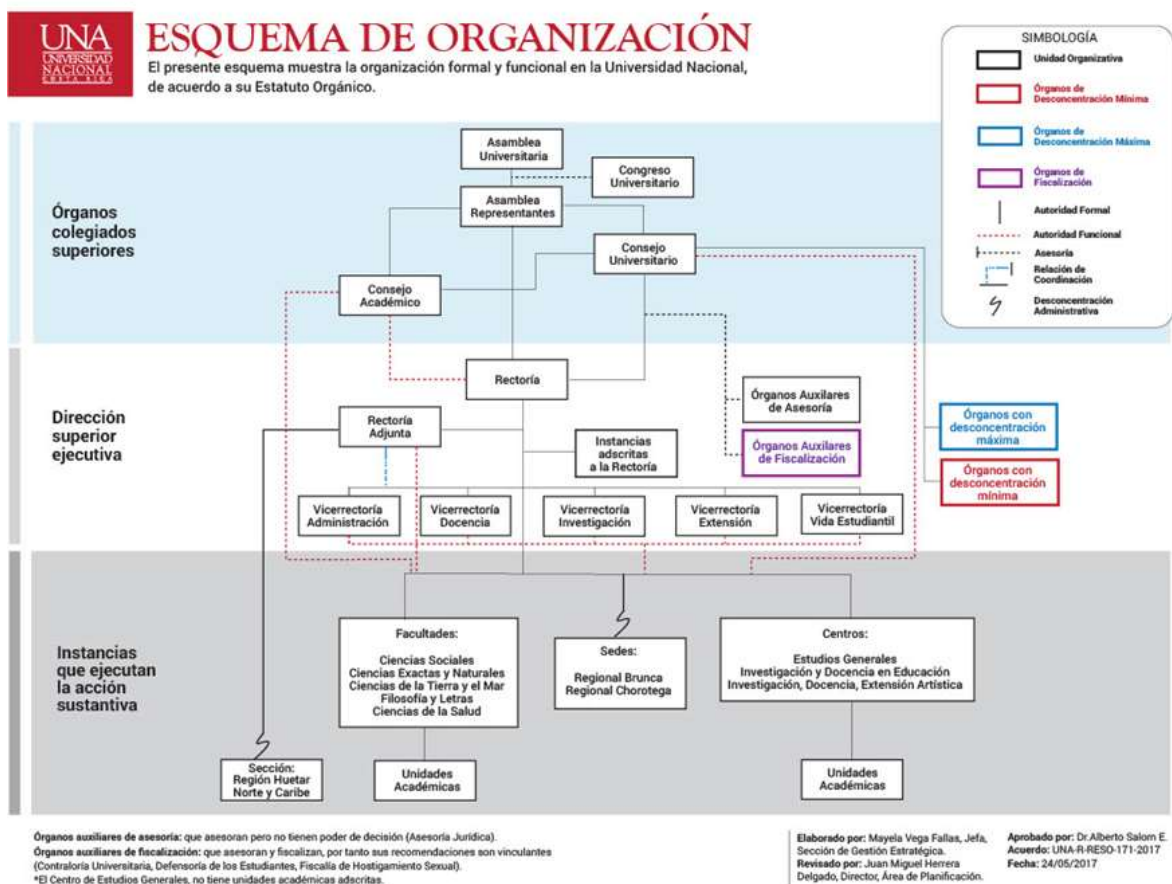 UNA
UNIVERSIDAD
NACIONAL
COSTA RICA
ESQUEMA DE ORGANIZACIÓN
El presente esquema muestra la organización formal y funcional en la Universidad Nacional,
de acuerdo a su Estatuto Orgánico.
SIMBOLOGÍA
Unidad Organizativa
Órganos de
Desconcentración Mínima
Órganos de
Desconcentración Máxima
Órganos de
Fiscalización
Autoridad Formal
Autoridad Funcional
Asesoría
Relación de
Coordinación
Desconcentración
Administrativa
Órganos
colegiados
superiores
Asamblea
Universitaria
Congreso
Universitario
Asamblea
Representantes
Consejo
Universitario
Consejo
Académico
Dirección
superior
ejecutiva
Rectoría
Rectoría
Adjunta
Instancias
adscritas
a la Rectoría
Órganos Auxilares
de Asesoría
Órganos Auxilares
de Fiscalización
Órganos con
desconcentración
máxima
Órganos con
desconcentración
mínima
Vicerrectoría
Administración
Vicerrectoría
Docencia
Vicerrectoría
Investigación
Vicerrectoría
Extensión
Vicerrectoría
Vida Estudiantil
Instancias
que ejecutan
la acción
sustantiva
Facultades:
Ciencias Sociales
Ciencias Exactas y Naturales
Ciencias de la Tierra y el Mar
Filosofía y Letras
Ciencias de la Salud
Sedes:
Regional Brunca
Regional Chorotega
Centros:
Estudios Generales
Investigación y Docencia en Educación
Investigación, Docencia, Extensión Artística
Sección:
Región Huetar
Norte y Caribe
Unidades
Académicas
Unidades
Académicas
Órganos auxiliares de asesoría: que asesoran pero no tienen poder de decisión (Asesoría Jurídica).
Órganos auxiliares de fiscalización: que asesoran y fiscalizan, por tanto sus recomendaciones son vinculantes
(Contraloría Universitaria, Defensoría de los Estudiantes, Fiscalía de Hostigamiento Sexual).
*El Centro de Estudios Generales, no tiene unidades académicas adscritas.
Elaborado por: Mayela Vega Fallas, Jefa,
Sección de Gestión Estratégica.
Revisado por: Juan Miguel Herrera
Delgado, Director, Área de Planificación.
Aprobado por: Dr.Alberto Salom E.
Acuerdo: UNA-R-RESO-171-2017
Fecha: 24/05/2017